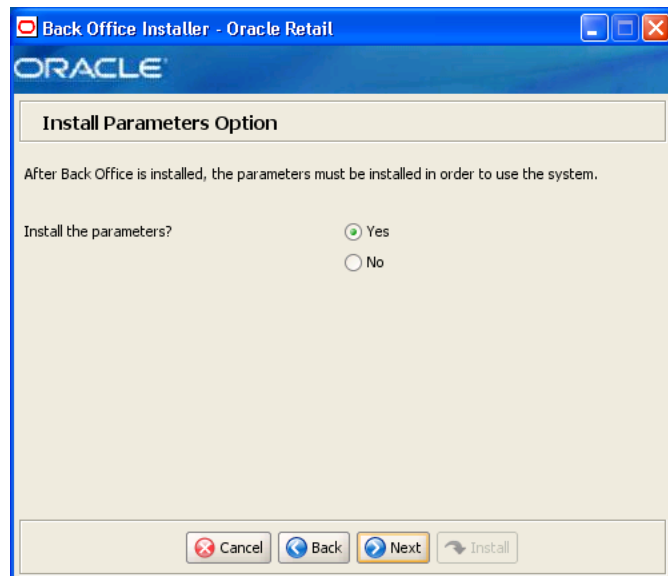 Back Office Installer - Oracle Retail
ORACLE
Install Parameters Option
After Back Office is installed, the parameters must be installed in order to use the system.
Install the parameters?
Yes
No
Cancel
Back
Next
Install